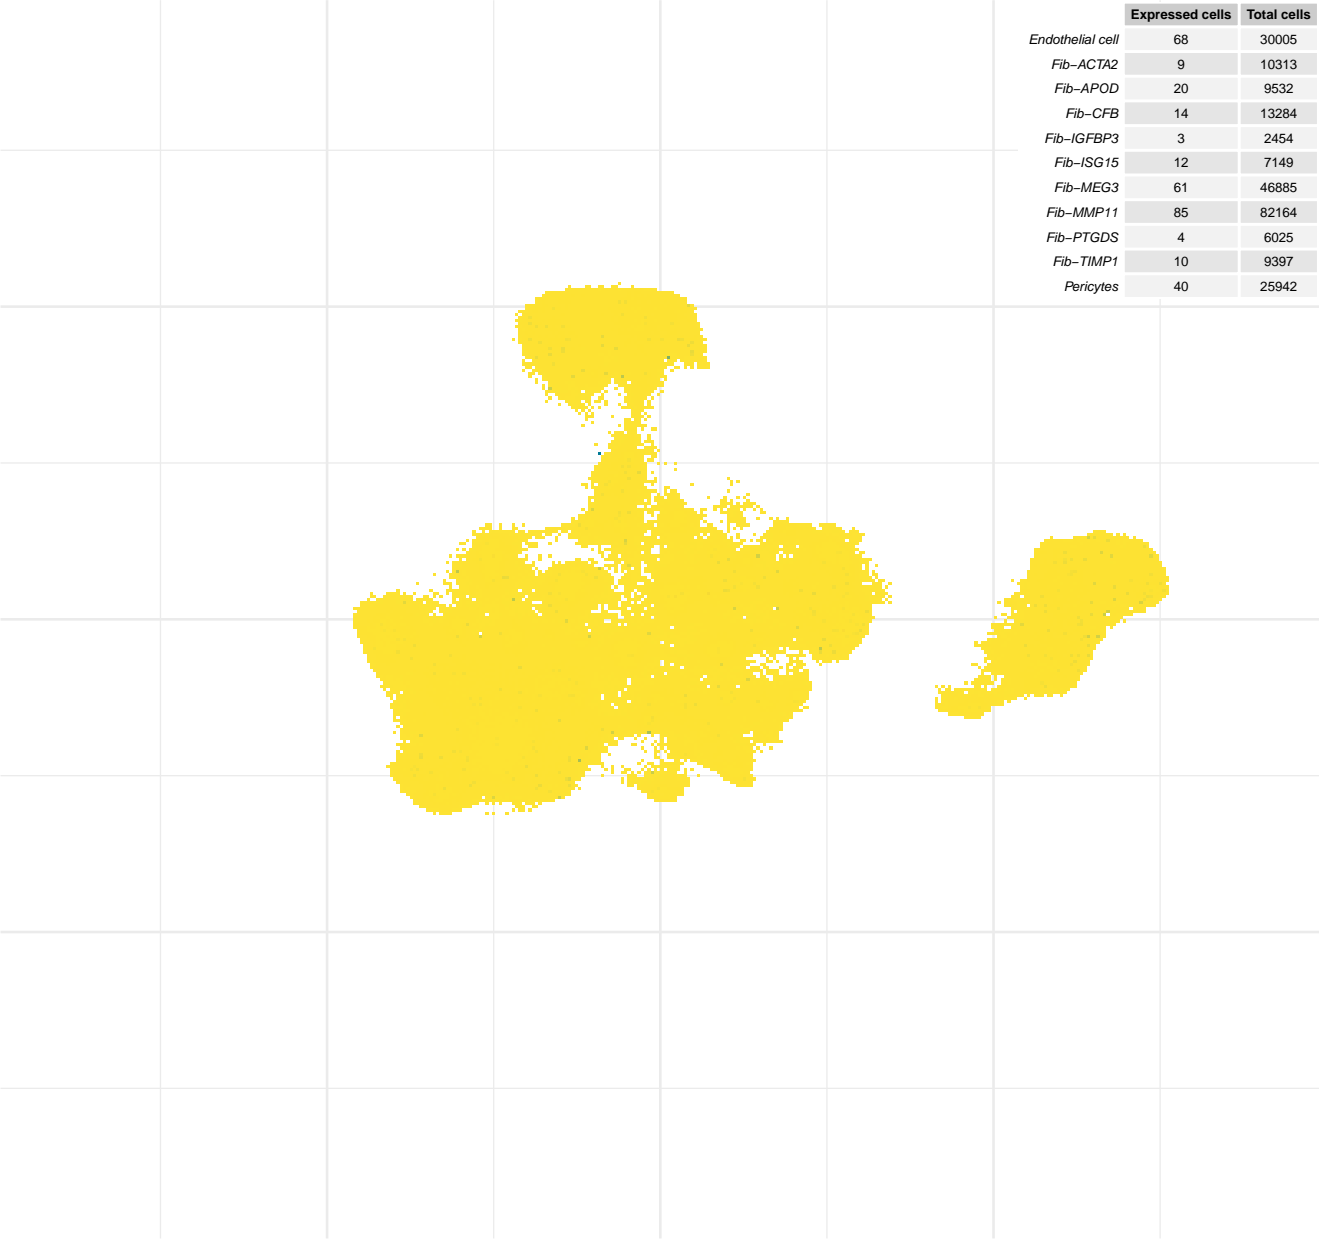 Expressed cells Total cells
Endothelial cell 68 30005
Fib−ACTA2 9 10313
Fib−APOD 20 9532
Fib−CFB 14 13284
Fib−IGFBP3 3 2454
Fib−ISG15 12 7149
Fib−MEG3 61 46885
Fib−MMP11 85 82164
Fib−PTGDS 4 6025
Fib−TIMP1 10 9397
Pericytes 40 25942